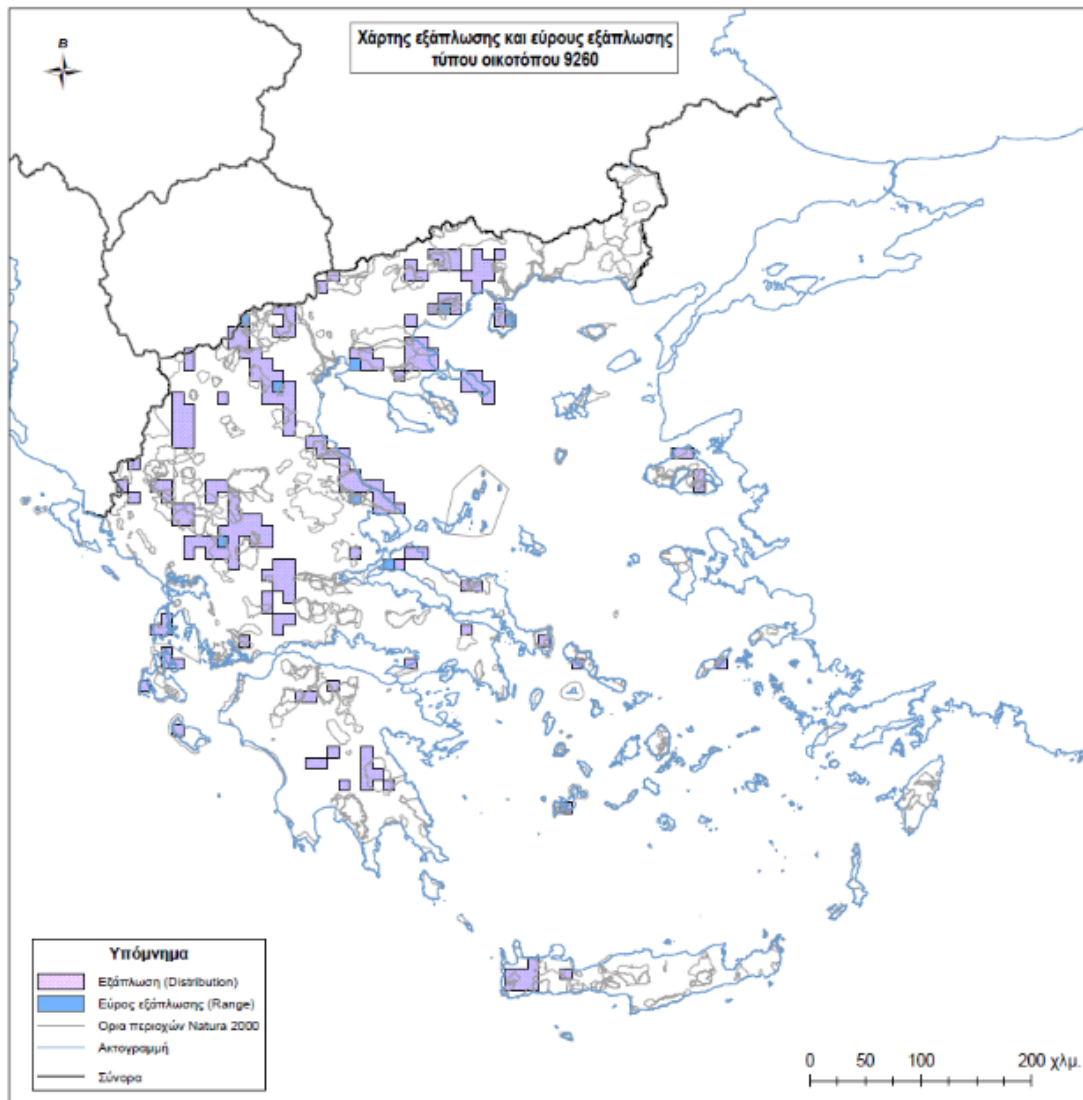 Χάρτης εξάπλωσης και εύρους εξάπλωσης
τύπου οικοτόπου 9260
Β
Υπόμνημα
Εξάπλωση (Distribution)
Εύρος εξάπλωσης (Range)
Ορια περιοχών Natura 2000
Ακτογραμμή
Σύνορα
0 50 100 200 χλμ.